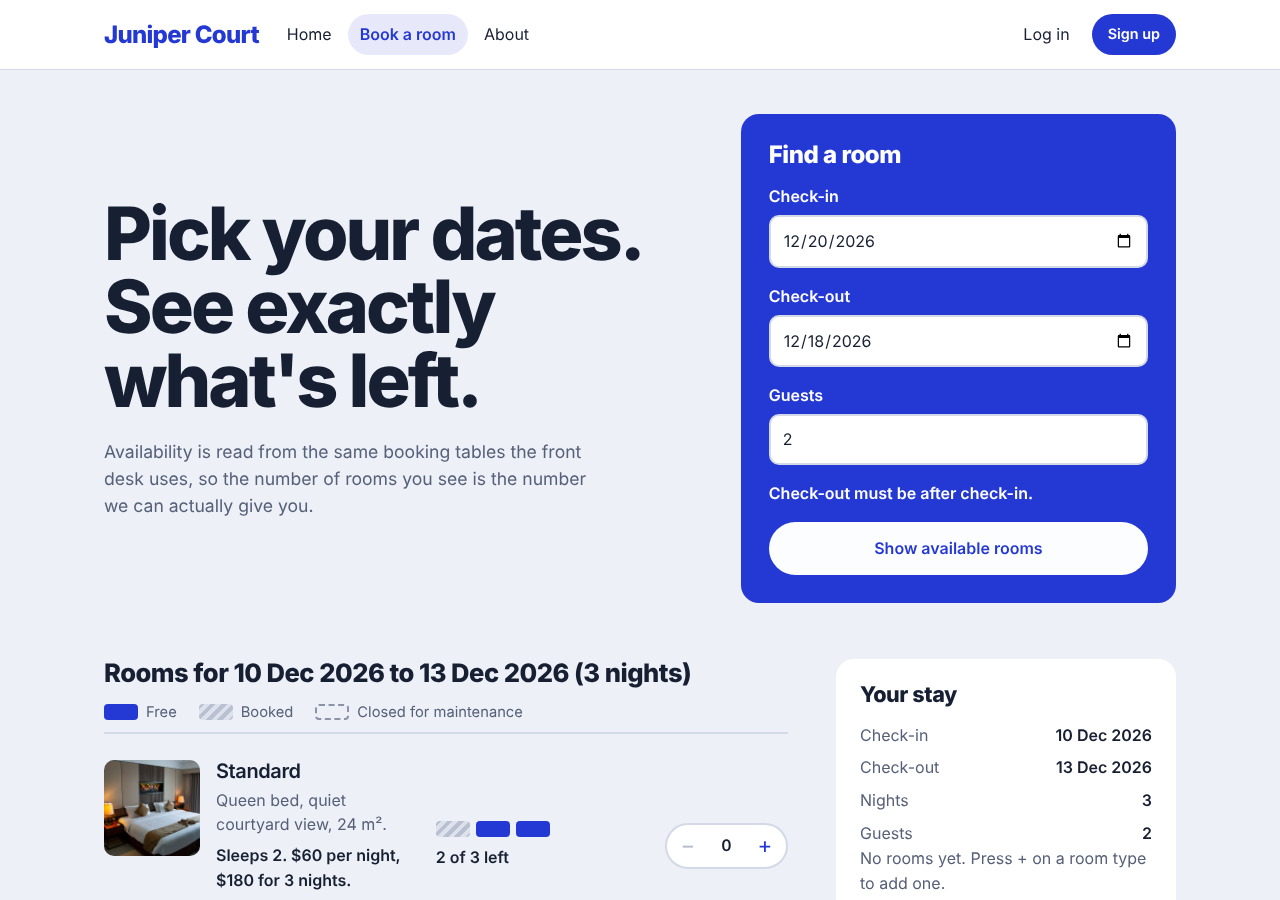 Juniper Court
Home
Book a room
About
Log in
Sign up
Pick your dates.
See exactly
what's left.
Availability is read from the same booking tables the front
desk uses, so the number of rooms you see is the number
we can actually give you.
Find a room
Check-in
12/20/2026
Check-out
12/18/2026
Guests
2
Check-out must be after check-in.
Show available rooms
Rooms for 10 Dec 2026 to 13 Dec 2026 (3 nights)
Free
Booked
Closed for maintenance
Standard
Queen bed, quiet
courtyard view, 24 m².
Sleeps 2. $60 per night,
$180 for 3 nights.
2 of 3 left
− 0 +
Your stay
Check-in 10 Dec 2026
Check-out 13 Dec 2026
Nights 3
Guests 2
No rooms yet. Press + on a room type
to add one.